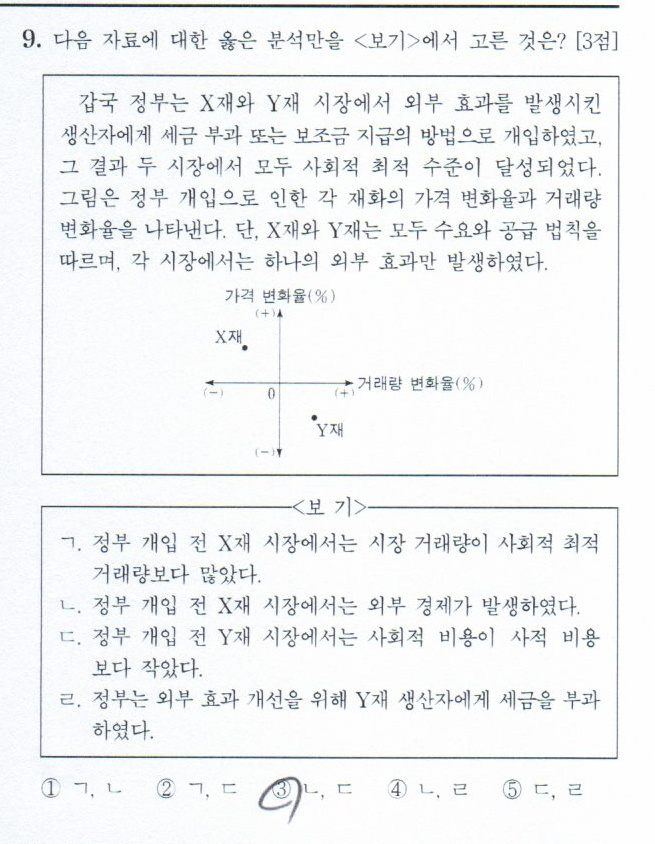 9. 다음 자료에 대한 옳은 분석만을 <보기>에서 고른 것은? [3점]
갑국 정부는 X재와 Y재 시장에서 외부 효과를 발생시킨
생산자에게 세금 부과 또는 보조금 지급의 방법으로 개입하였고,
그 결과 두 시장에서 모두 사회적 최적 수준이 달성되었다.
그림은 정부 개입으로 인한 각 재화의 가격 변화율과 거래량
변화율을 나타낸다. 단, X재와 Y재는 모두 수요와 공급 법칙을
따르며, 각 시장에서는 하나의 외부 효과만 발생하였다.
가격 변화율(%)
(+)
X재
거래량 변화율(%)
(-) 0 (+)
Y재
(-)
<보 기>
ㄱ. 정부 개입 전 X재 시장에서는 시장 거래량이 사회적 최적
거래량보다 많았다.
ㄴ. 정부 개입 전 X재 시장에서는 외부 경제가 발생하였다.
ㄷ. 정부 개입 전 Y재 시장에서는 사회적 비용이 사적 비용
보다 작았다.
ㄹ. 정부는 외부 효과 개선을 위해 Y재 생산자에게 세금을 부과
하였다.
① ㄱ, ㄴ ② ㄱ, ㄷ ③ ㄴ, ㄷ ④ ㄴ, ㄹ ⑤ ㄷ, ㄹ